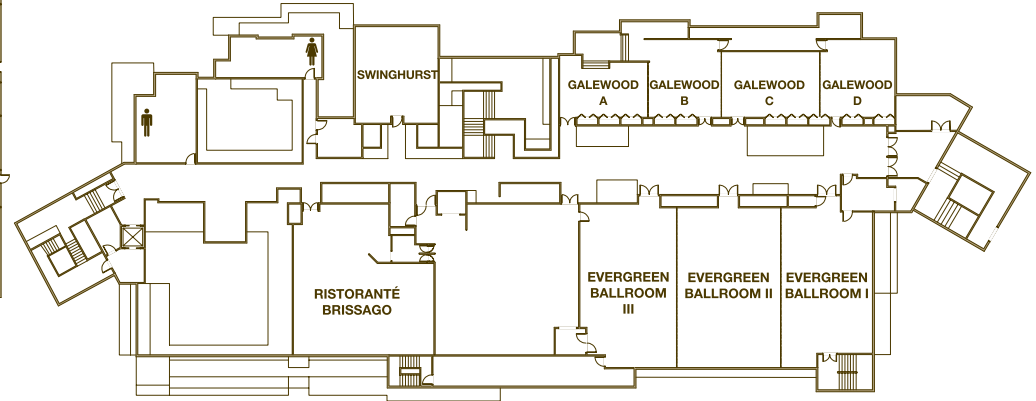 SWINGHURST
GALEWOOD
A
GALEWOOD
B
GALEWOOD
C
GALEWOOD
D
RISTORANTÉ
BRISSAGO
EVERGREEN
BALLROOM
III
EVERGREEN
BALLROOM II
EVERGREEN
BALLROOM I